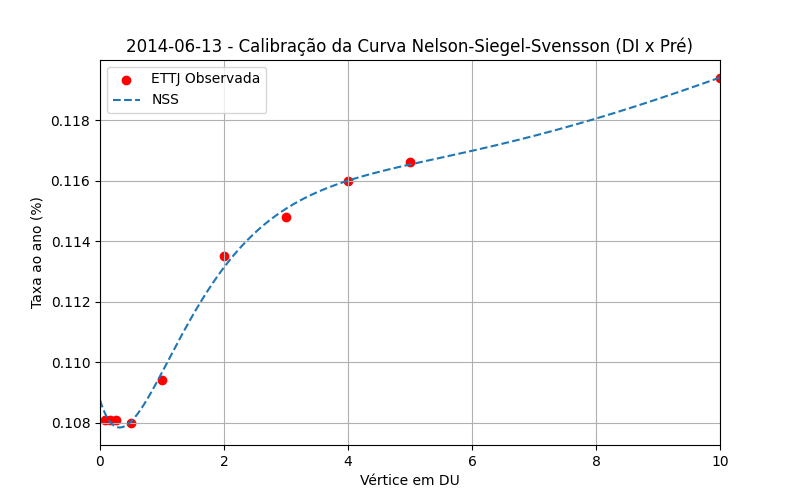 2014-06-13 - Calibração da Curva Nelson-Siegel-Svensson (DI x Pré)
ETTJ Observada
NSS
Taxa ao ano (%)
0.118
0.116
0.114
0.112
0.110
0.108
0 2 4 6 8 10
Vértice em DU